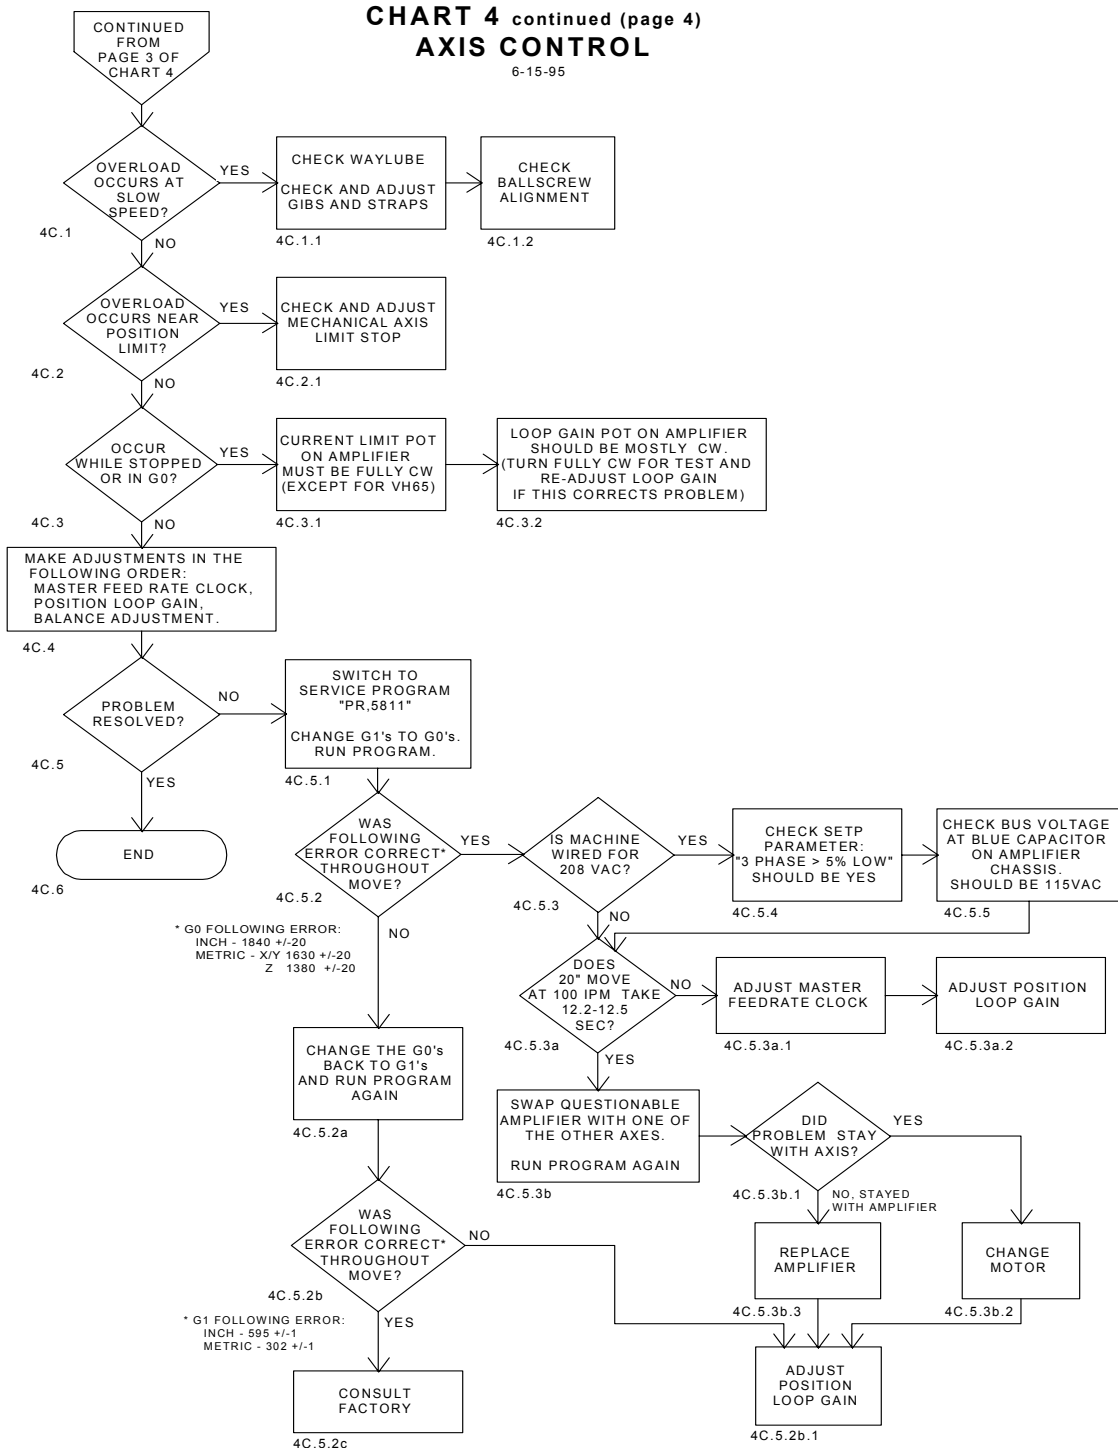 CHART 4 continued (page 4)
AXIS CONTROL
6-15-95
CONTINUED
FROM
PAGE 3 OF
CHART 4
OVERLOAD
OCCURS AT
SLOW
SPEED?
YES
4C.1
NO
CHECK WAYLUBE
CHECK AND ADJUST
GIBS AND STRAPS
4C.1.1
CHECK
BALLSCREW
ALIGNMENT
4C.1.2
OVERLOAD
OCCURS NEAR
POSITION
LIMIT?
YES
4C.2
NO
CHECK AND ADJUST
MECHANICAL AXIS
LIMIT STOP
4C.2.1
OCCUR
WHILE STOPPED
OR IN G0?
YES
4C.3
NO
CURRENT LIMIT POT
ON AMPLIFIER
MUST BE FULLY CW
(EXCEPT FOR VH65)
4C.3.1
LOOP GAIN POT ON AMPLIFIER
SHOULD BE MOSTLY CW.
(TURN FULLY CW FOR TEST AND
RE-ADJUST LOOP GAIN
IF THIS CORRECTS PROBLEM)
4C.3.2
MAKE ADJUSTMENTS IN THE
FOLLOWING ORDER:
MASTER FEED RATE CLOCK,
POSITION LOOP GAIN,
BALANCE ADJUSTMENT.
4C.4
PROBLEM
RESOLVED?
NO
4C.5
YES
END
4C.6
SWITCH TO
SERVICE PROGRAM
"PR,5811"
CHANGE G1's TO G0's.
RUN PROGRAM.
4C.5.1
WAS
FOLLOWING
ERROR CORRECT*
THROUGHOUT
MOVE?
YES
4C.5.2
NO
* G0 FOLLOWING ERROR:
INCH - 1840 +/-20
METRIC - X/Y 1630 +/-20
Z 1380 +/-20
IS MACHINE
WIRED FOR
208 VAC?
YES
4C.5.3
NO
CHECK SETP
PARAMETER:
"3 PHASE > 5% LOW"
SHOULD BE YES
4C.5.4
CHECK BUS VOLTAGE
AT BLUE CAPACITOR
ON AMPLIFIER
CHASSIS.
SHOULD BE 115VAC
4C.5.5
DOES
20" MOVE
AT 100 IPM TAKE
12.2-12.5
SEC?
NO
4C.5.3a
YES
ADJUST MASTER
FEEDRATE CLOCK
4C.5.3a.1
ADJUST POSITION
LOOP GAIN
4C.5.3a.2
CHANGE THE G0's
BACK TO G1's
AND RUN PROGRAM
AGAIN
4C.5.2a
SWAP QUESTIONABLE
AMPLIFIER WITH ONE OF
THE OTHER AXES.
RUN PROGRAM AGAIN
4C.5.3b
DID
PROBLEM STAY
WITH AXIS?
YES
4C.5.3b.1
NO, STAYED
WITH AMPLIFIER
REPLACE
AMPLIFIER
4C.5.3b.3
CHANGE
MOTOR
4C.5.3b.2
WAS
FOLLOWING
ERROR CORRECT*
THROUGHOUT
MOVE?
NO
4C.5.2b
YES
* G1 FOLLOWING ERROR:
INCH - 595 +/-1
METRIC - 302 +/-1
CONSULT
FACTORY
4C.5.2c
ADJUST
POSITION
LOOP GAIN
4C.5.2b.1